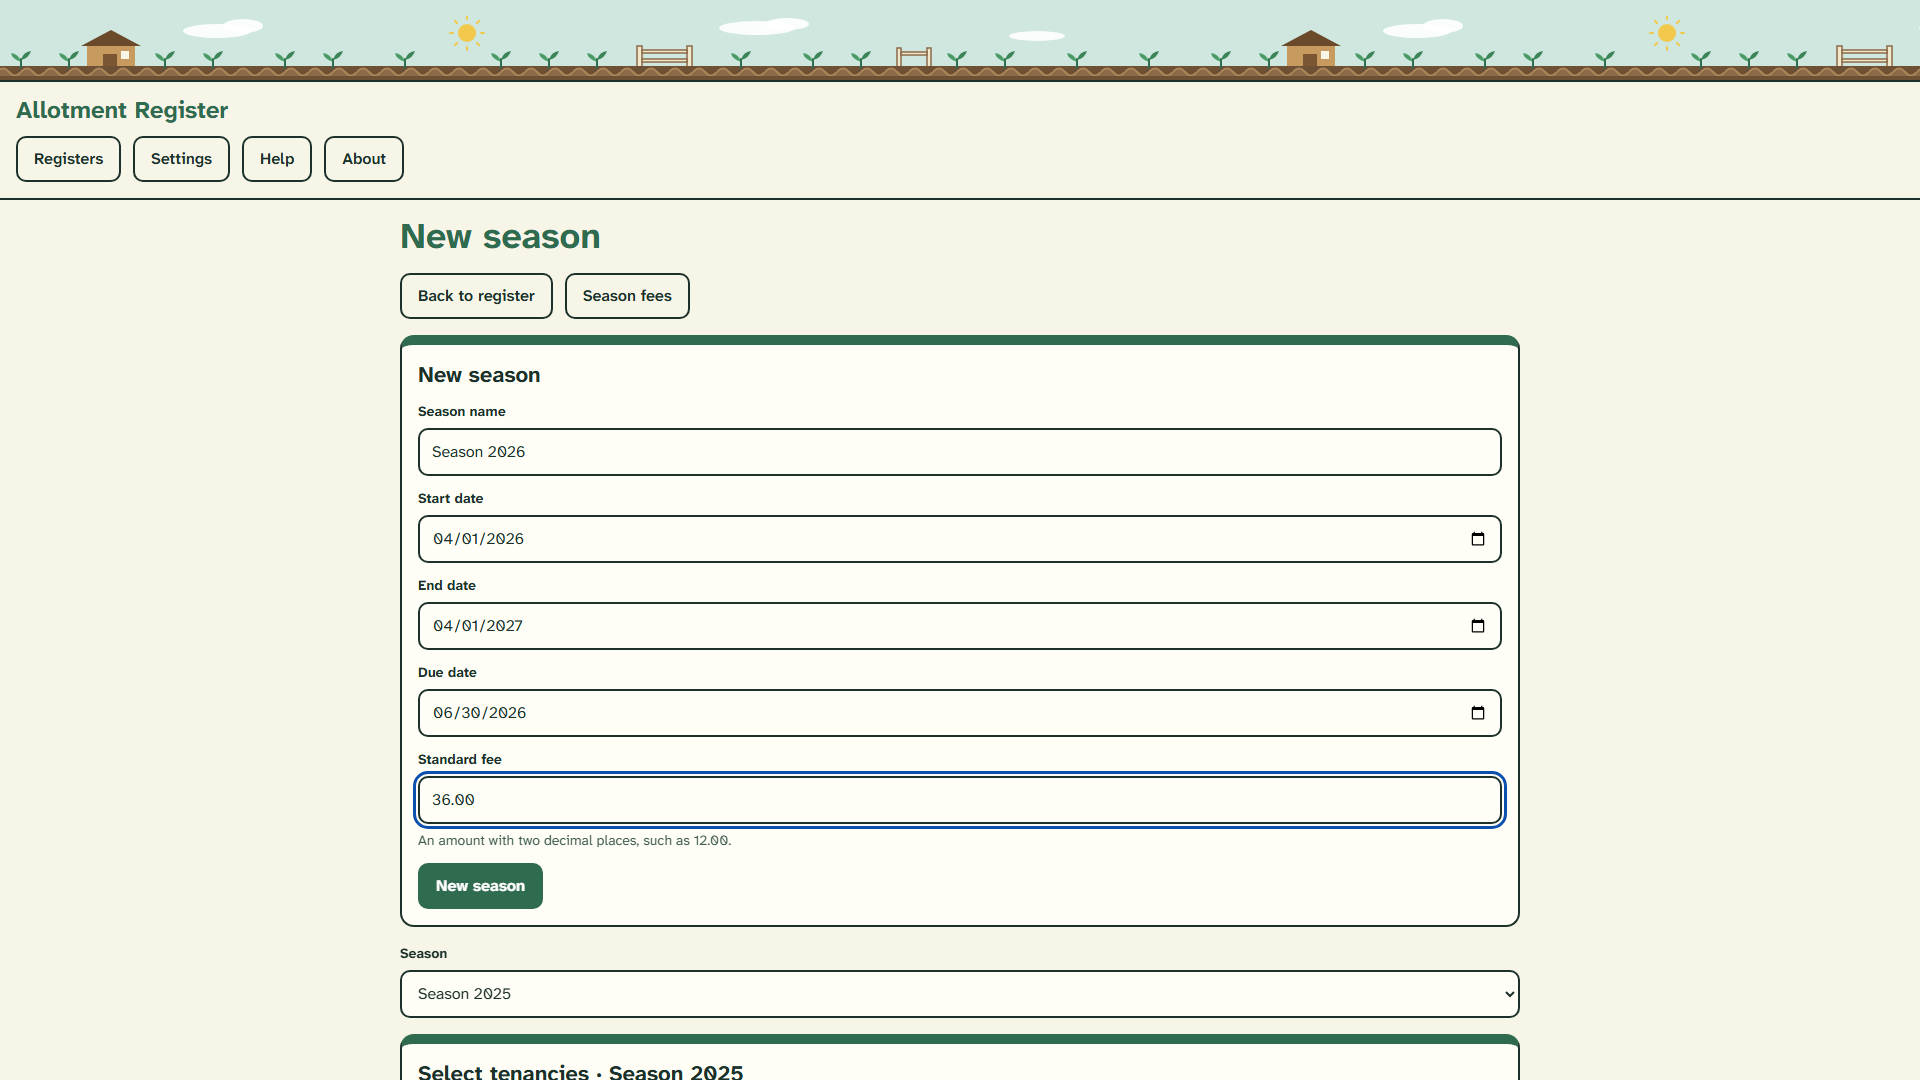 Allotment Register
Registers
Settings
Help
About
New season
Back to register
Season fees
New season
Season name
Season 2026
Start date
04/01/2026
End date
04/01/2027
Due date
06/30/2026
Standard fee
36.00
An amount with two decimal places, such as 12.00.
New season
Season
Season 2025
Select tenancies · Season 2025